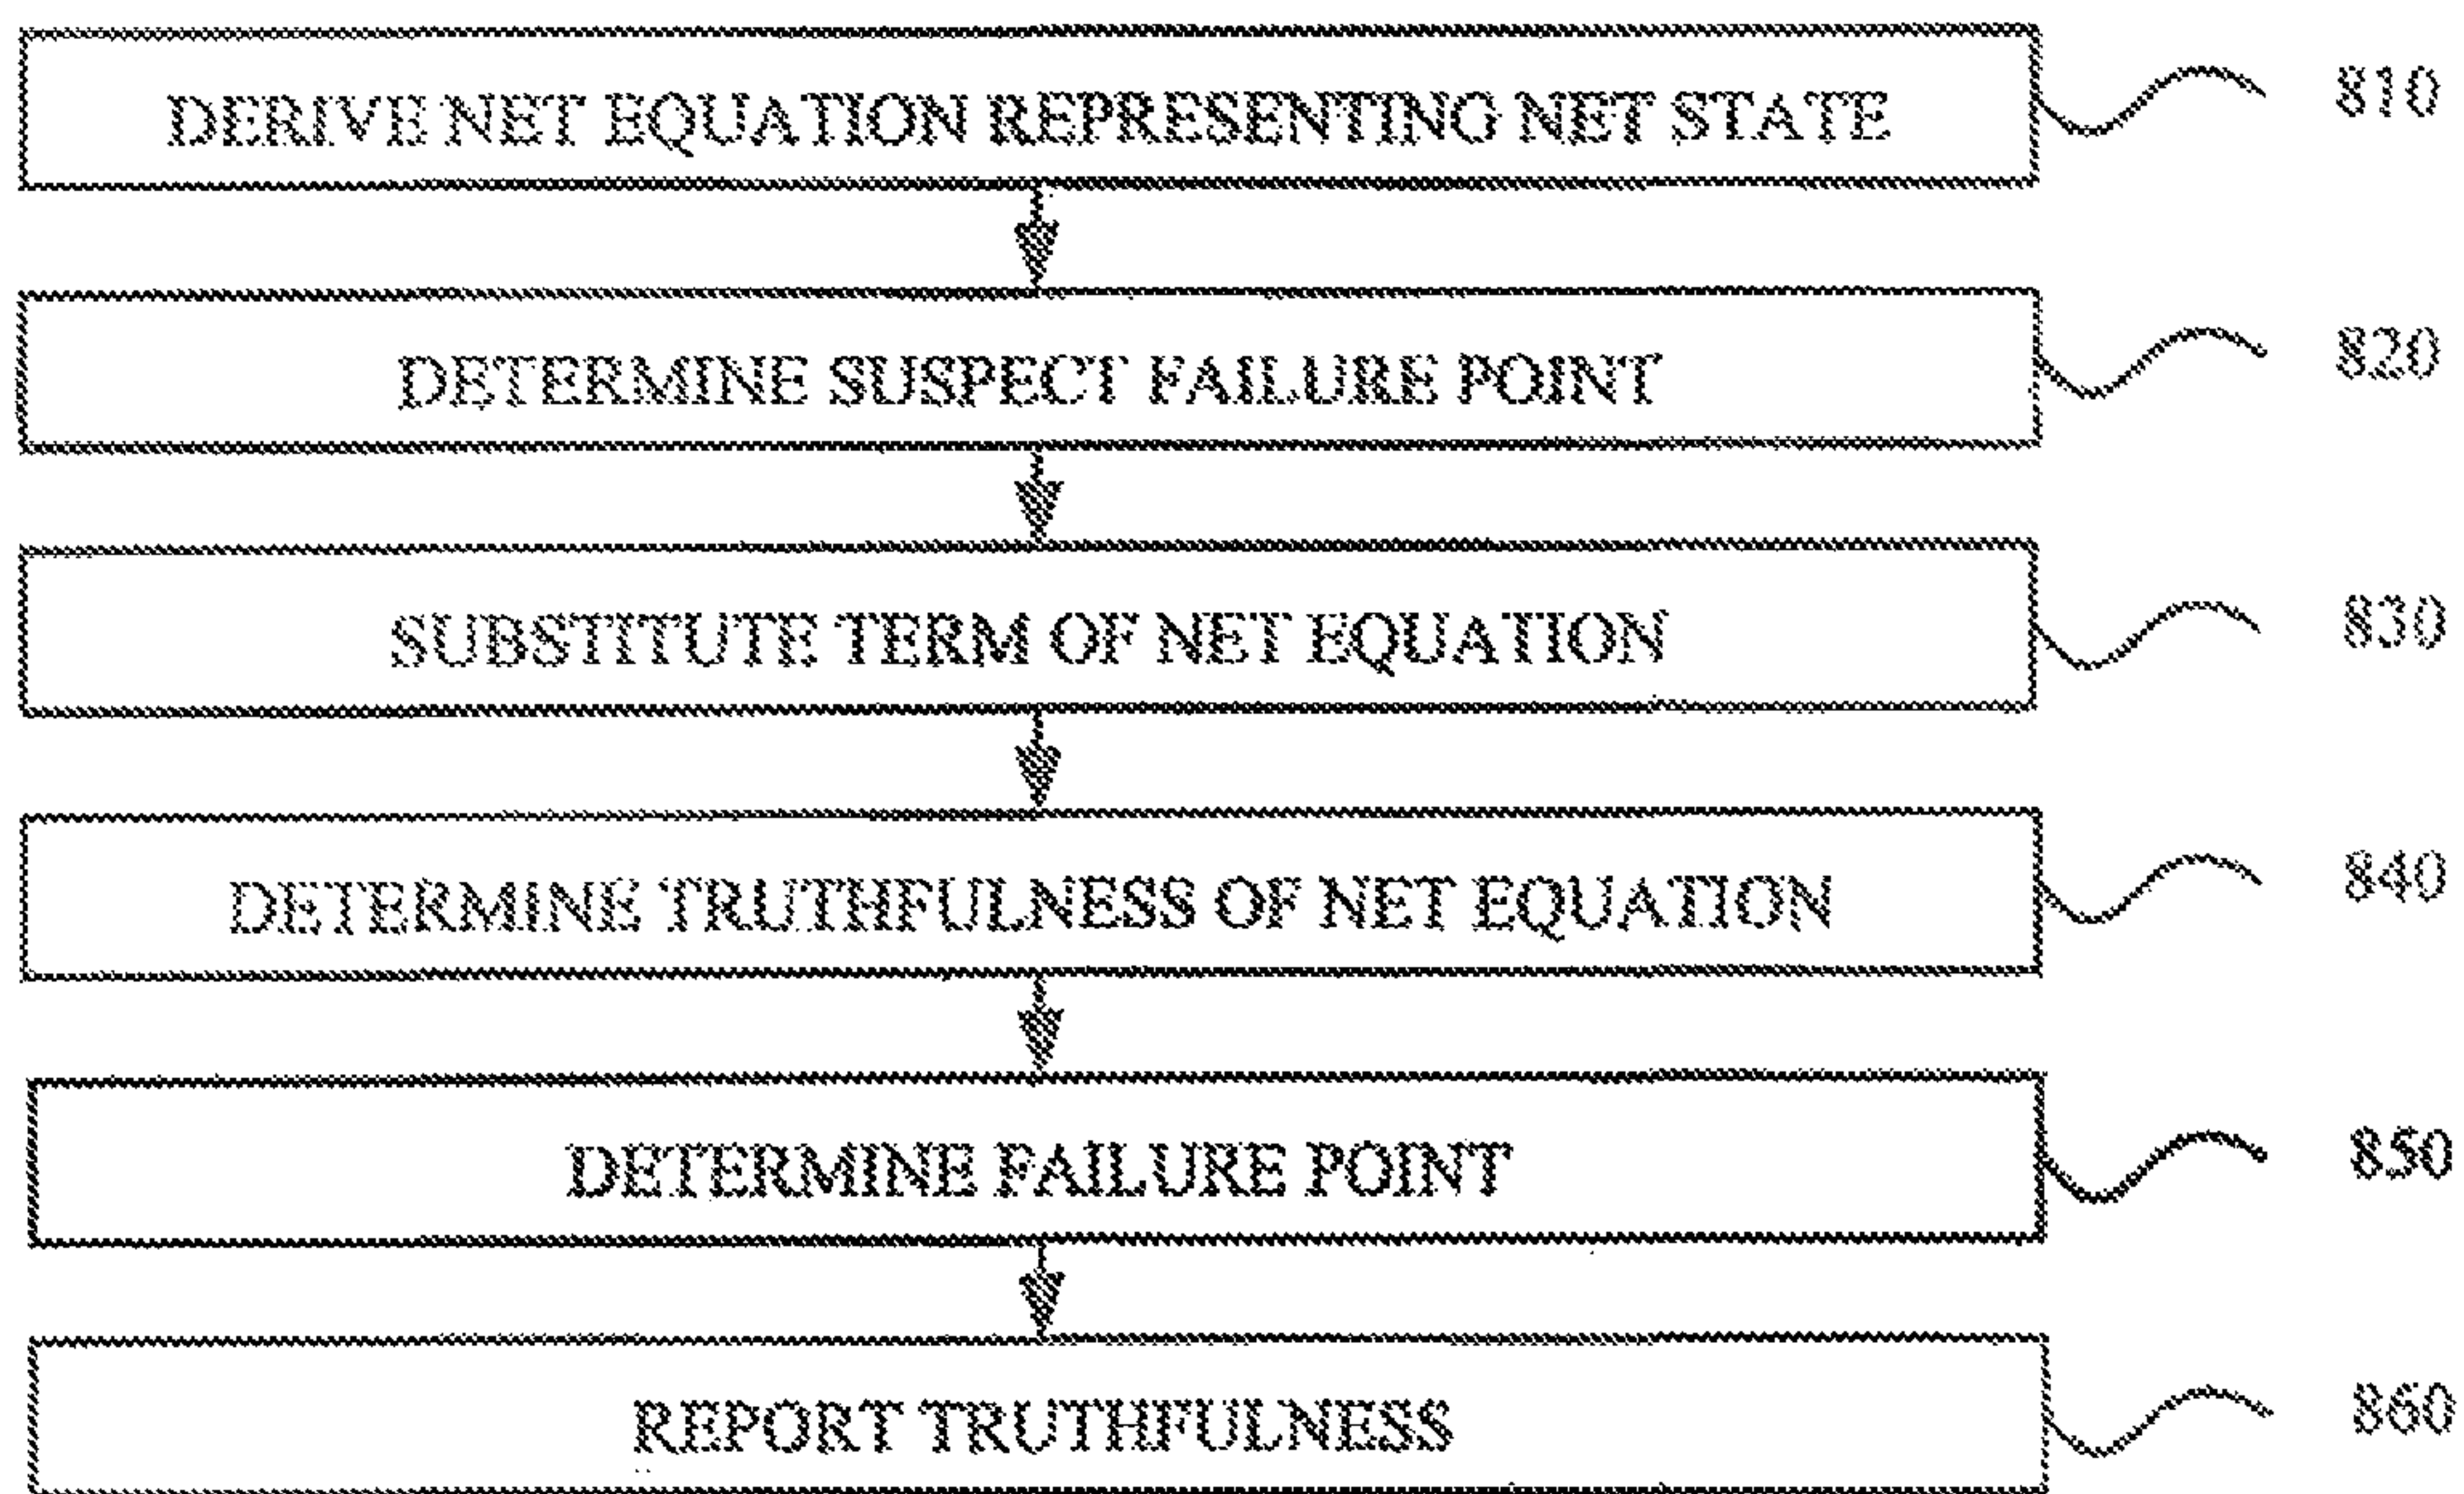 DERIVE NET EQUATION REPRESENTING NET STATE 810
DETERMINE SUSPECT FAILURE POINT 820
SUBSTITUTE TERM OF NET EQUATION 830
DETERMINE TRUTHFULNESS OF NET EQUATION 840
DETERMINE FAILURE POINT 850
REPORT TRUTHFULNESS 860